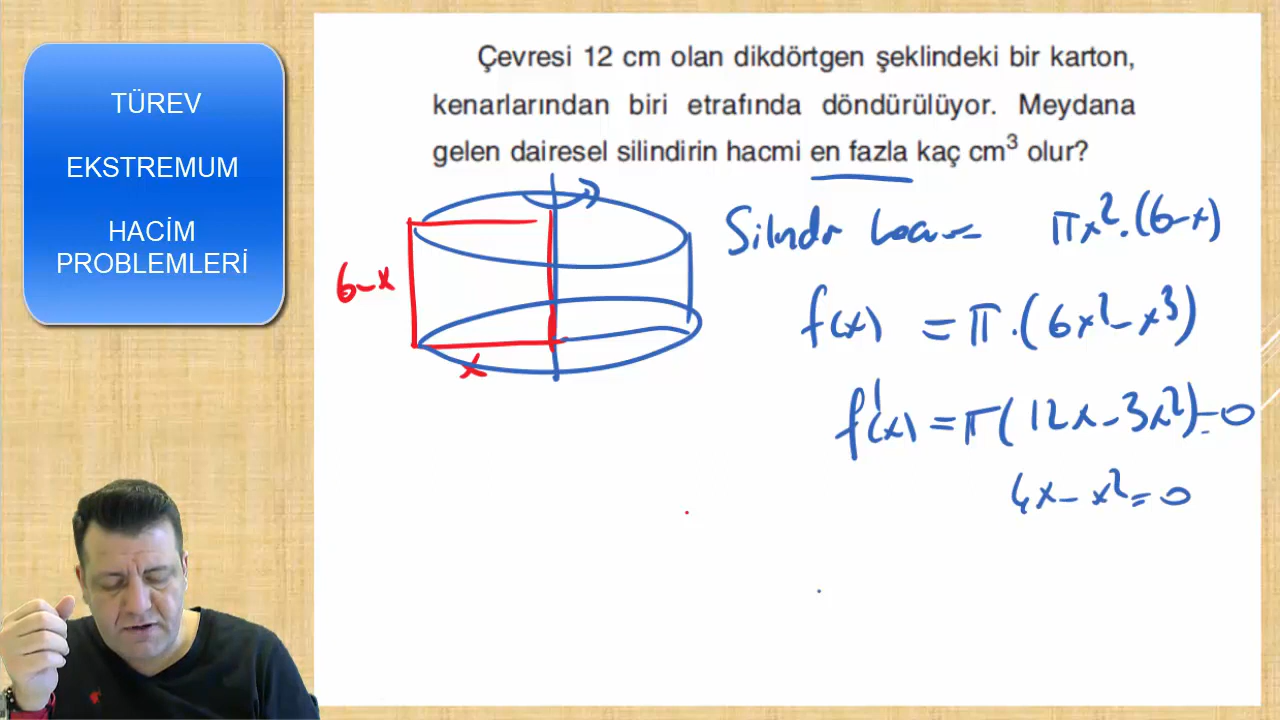 TÜREV
EKSTREMUM
HACİM
PROBLEMLERİ
Çevresi 12 cm olan dikdörtgen şeklindeki bir karton,
kenarlarından biri etrafında döndürülüyor. Meydana
gelen dairesel silindirin hacmi en fazla kaç cm³ olur?
6-x
x
πx².(6-x)
f(x) = π.(6x²-x³)
f'(x) = π(12x-3x²)=0
4x-x²=0